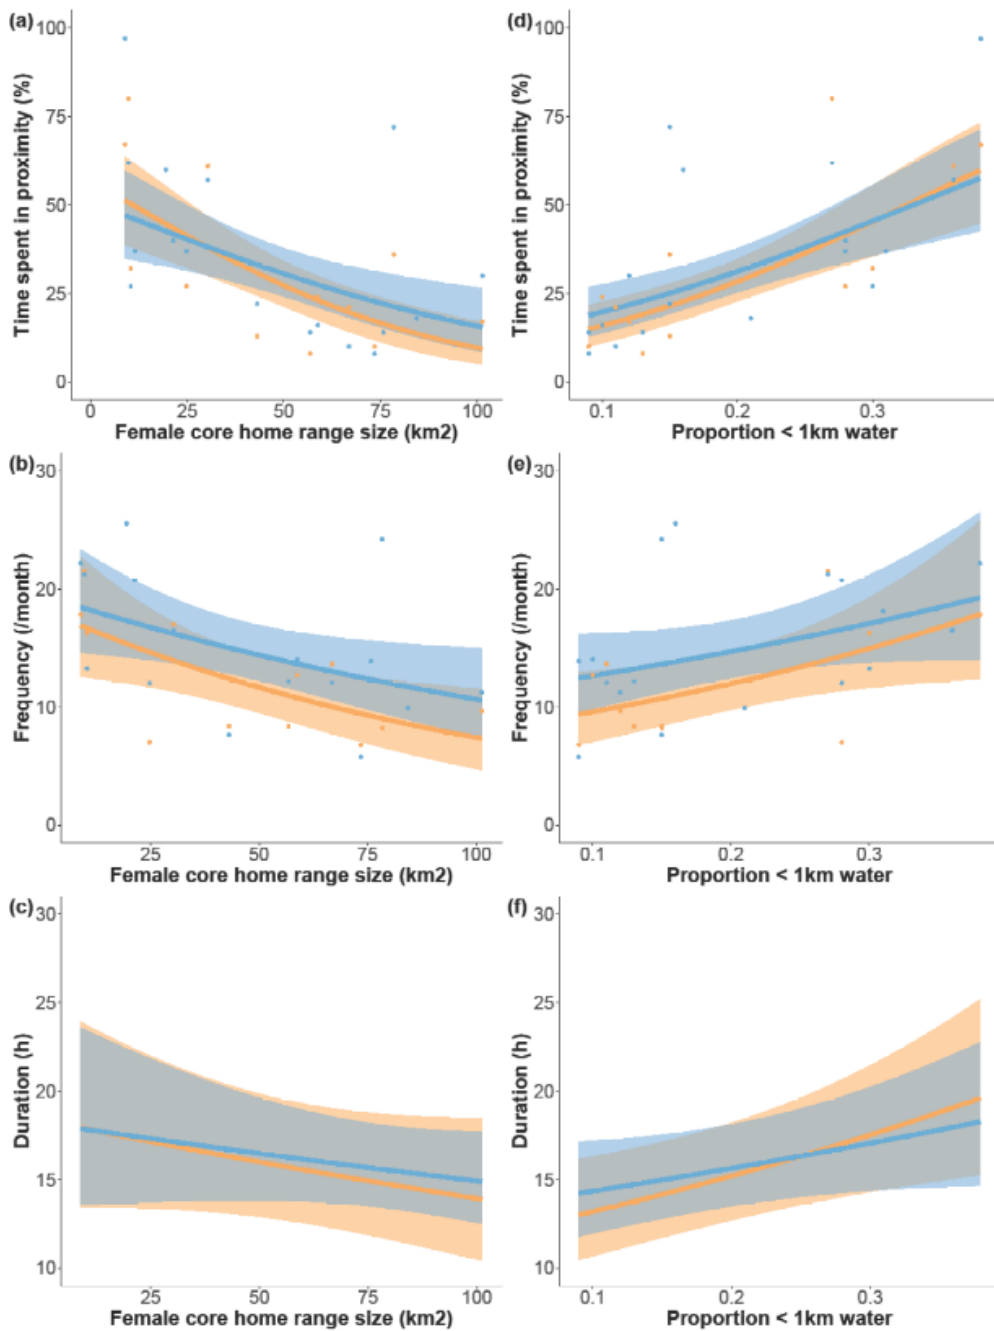 (a)
100
75
50
25
0
Time spent in proximity (%)
0 25 50 75 100
Female core home range size (km2)
(d)
100
75
50
25
0
Time spent in proximity (%)
0.1 0.2 0.3
Proportion < 1km water
(b)
30
20
10
0
Frequency (/month)
25 50 75 100
Female core home range size (km2)
(e)
30
20
10
0
Frequency (/month)
0.1 0.2 0.3
Proportion < 1km water
(c)
30
25
20
15
10
Duration (h)
25 50 75 100
Female core home range size (km2)
(f)
30
25
20
15
10
Duration (h)
0.1 0.2 0.3
Proportion < 1km water